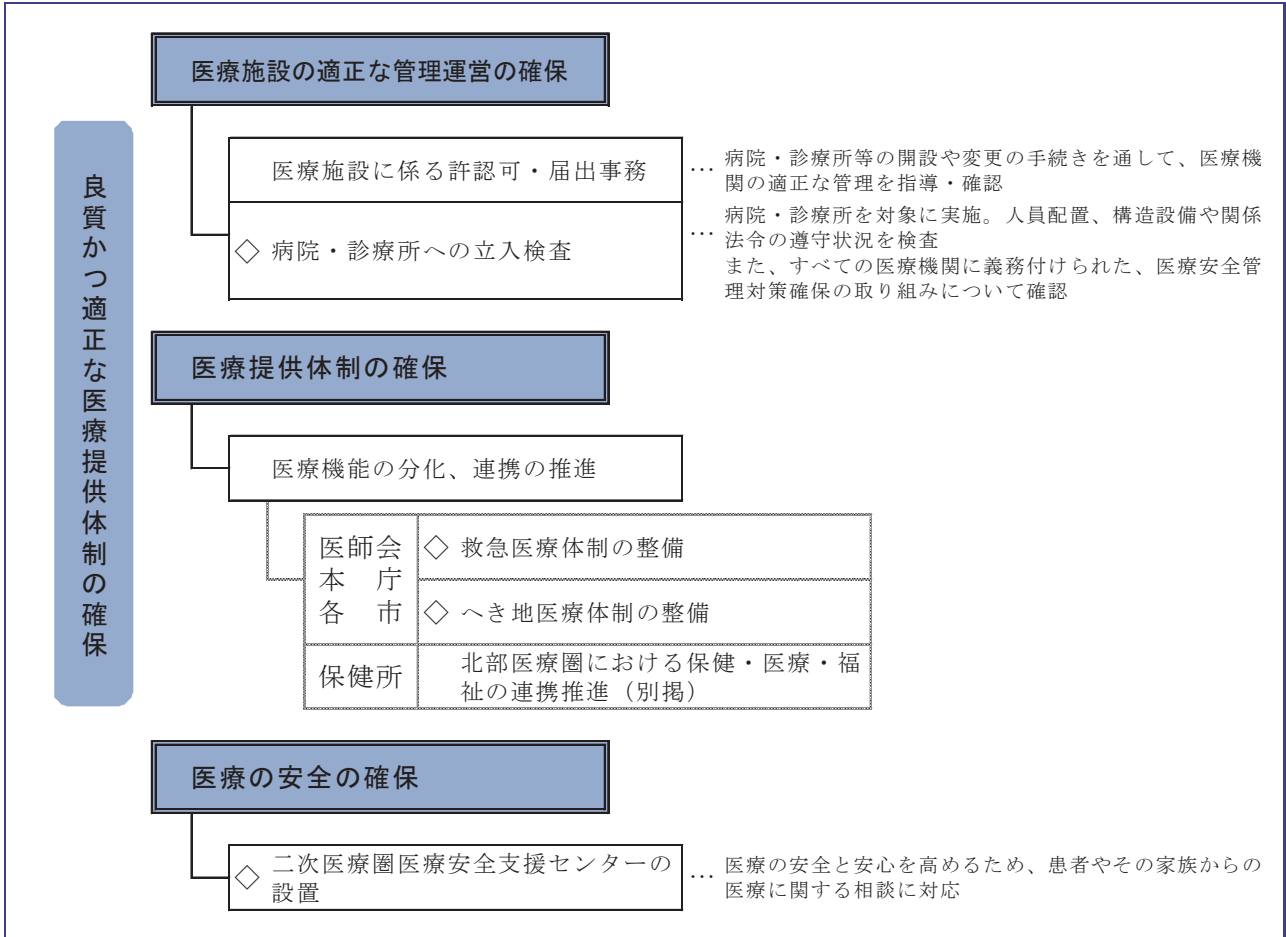 良質かつ適正な医療提供体制の確保
医療施設の適正な管理運営の確保
医療施設に係る許認可・届出事務
… 病院・診療所等の開設や変更の手続きを通して、医療機
関の適正な管理を指導・確認
◇ 病院・診療所への立入検査
… 病院・診療所を対象に実施。人員配置、構造設備や関係
法令の遵守状況を検査
また、すべての医療機関に義務付けられた、医療安全管
理対策確保の取り組みについて確認
医療提供体制の確保
医療機能の分化、連携の推進
医師会
本 庁
各 市
◇ 救急医療体制の整備
◇ へき地医療体制の整備
保健所
北部医療圏における保健・医療・福
祉の連携推進（別掲）
医療の安全の確保
◇ 二次医療圏医療安全支援センターの
設置
… 医療の安全と安心を高めるため、患者やその家族からの
医療に関する相談に対応